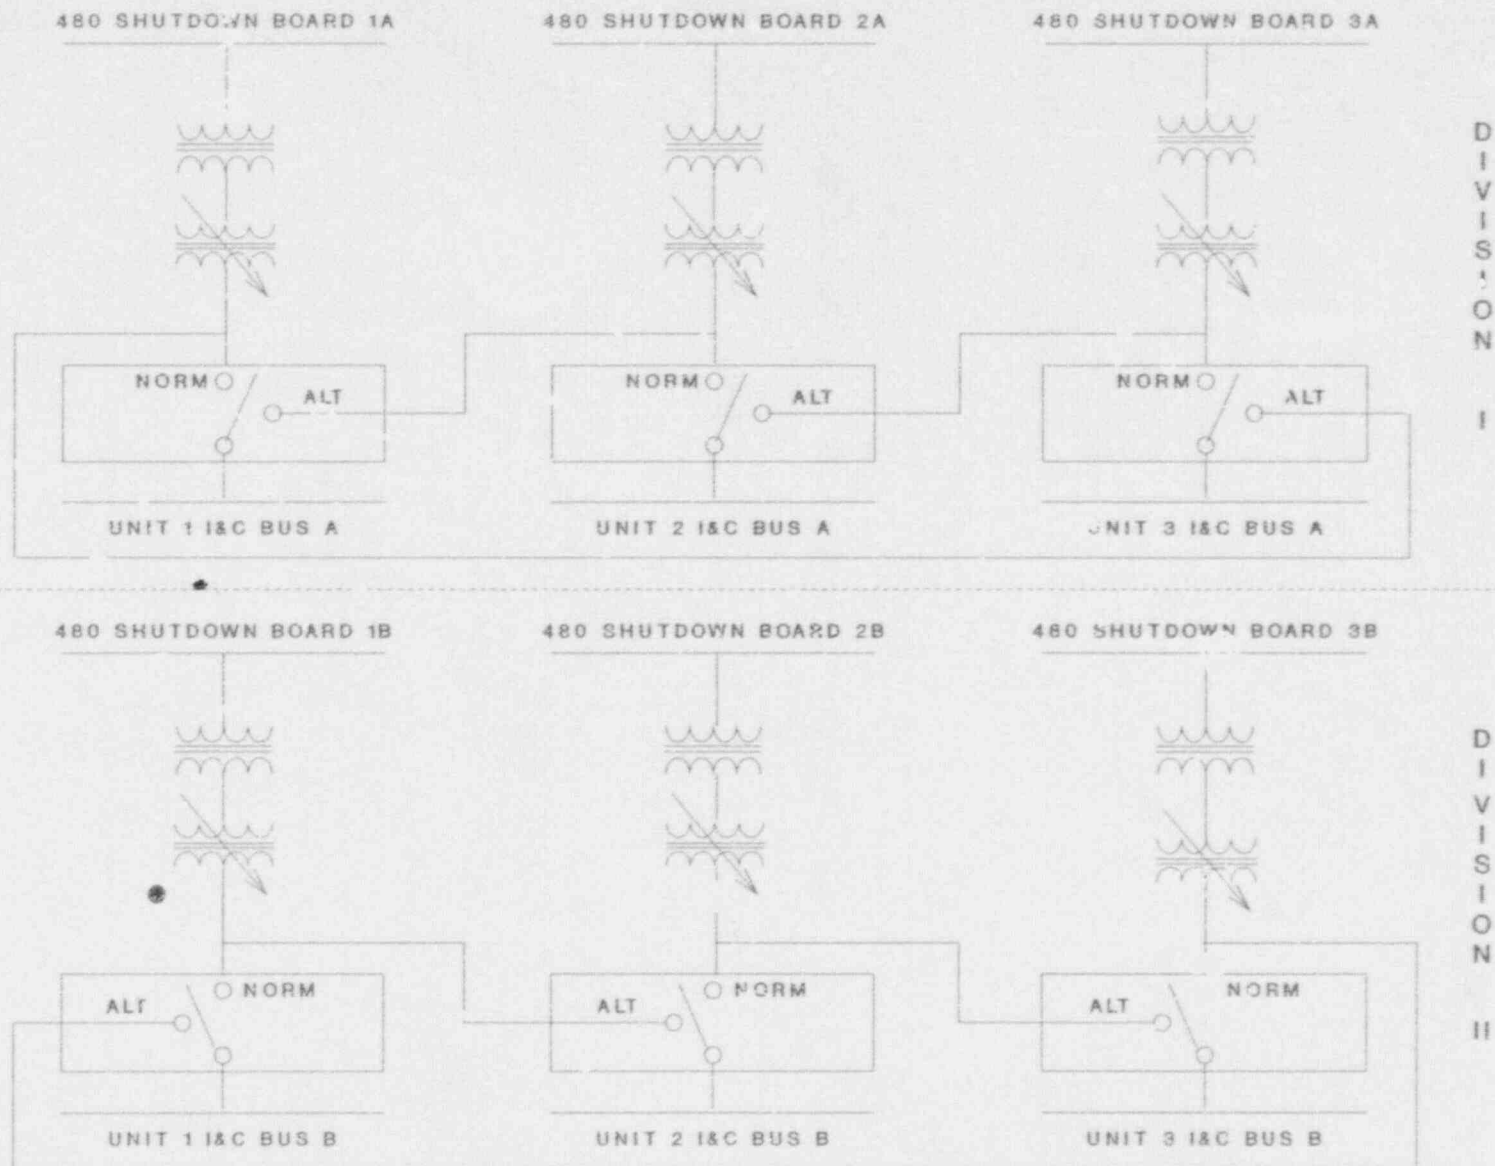 480 SHUTDOWN BOARD 1A
480 SHUTDOWN BOARD 2A
480 SHUTDOWN BOARD 3A
NORM
ALT
NORM
ALT
NORM
ALT
UNIT 1 I&C BUS A
UNIT 2 I&C BUS A
UNIT 3 I&C BUS A
DIVISION I
480 SHUTDOWN BOARD 1B
480 SHUTDOWN BOARD 2B
480 SHUTDOWN BOARD 3B
ALT
NORM
ALT
NORM
ALT
NORM
UNIT 1 I&C BUS B
UNIT 2 I&C BUS B
UNIT 3 I&C BUS B
DIVISION II